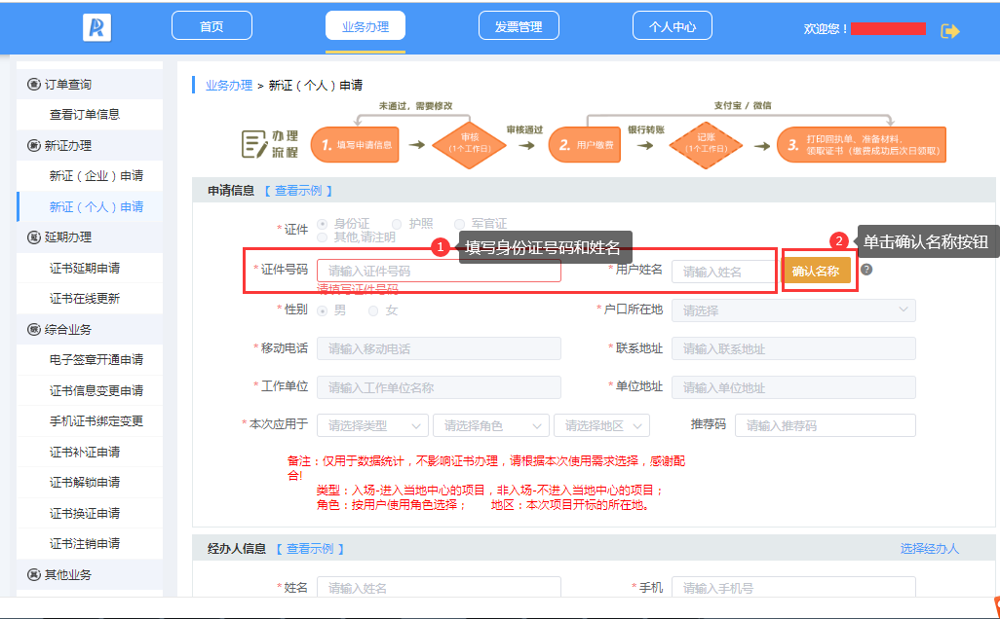 首页
业务办理
发票管理
个人中心
欢迎您！
订单查询
查看订单信息
新证办理
新证（企业）申请
新证（个人）申请
延期办理
证书延期申请
证书在线更新
综合业务
电子签章开通申请
证书信息变更申请
手机证书绑定变更
证书补证申请
证书解锁申请
证书换证申请
证书注销申请
其他业务
业务办理 > 新证（个人）申请
未通过，需要修改
支付宝 / 微信
办理
流程
1. 填写申请信息
审核
(1个工作日)
审核通过
2. 用户缴费
银行转账
记账
(1个工作日)
3. 打印回执单、准备材料、
领取证书（缴费成功后次日领取）
申请信息 【 查看示例 】
*证件 身份证 护照 军官证
其他,请注明
1 填写身份证号码和姓名
2 单击确认名称按钮
*证件号码 请输入证件号码
*用户姓名 请输入姓名 确认名称 ?
请填写证件号码
*性别 男 女
*户口所在地 请选择
*移动电话 请输入移动电话
*联系地址 请输入联系地址
*工作单位 请输入工作单位名称
*单位地址 请输入单位地址
*本次应用于 请选择类型 请选择角色 请选择地区
推荐码 请输入推荐码
备注：仅用于数据统计，不影响证书办理，请根据本次使用需求选择，感谢配
合!
类型：入场-进入当地中心的项目，非入场-不进入当地中心的项目；
角色：按用户使用角色选择； 地区：本次项目开标的所在地。
经办人信息 【 查看示例 】
选择经办人
*姓名 请输入姓名
*手机 请输入手机号